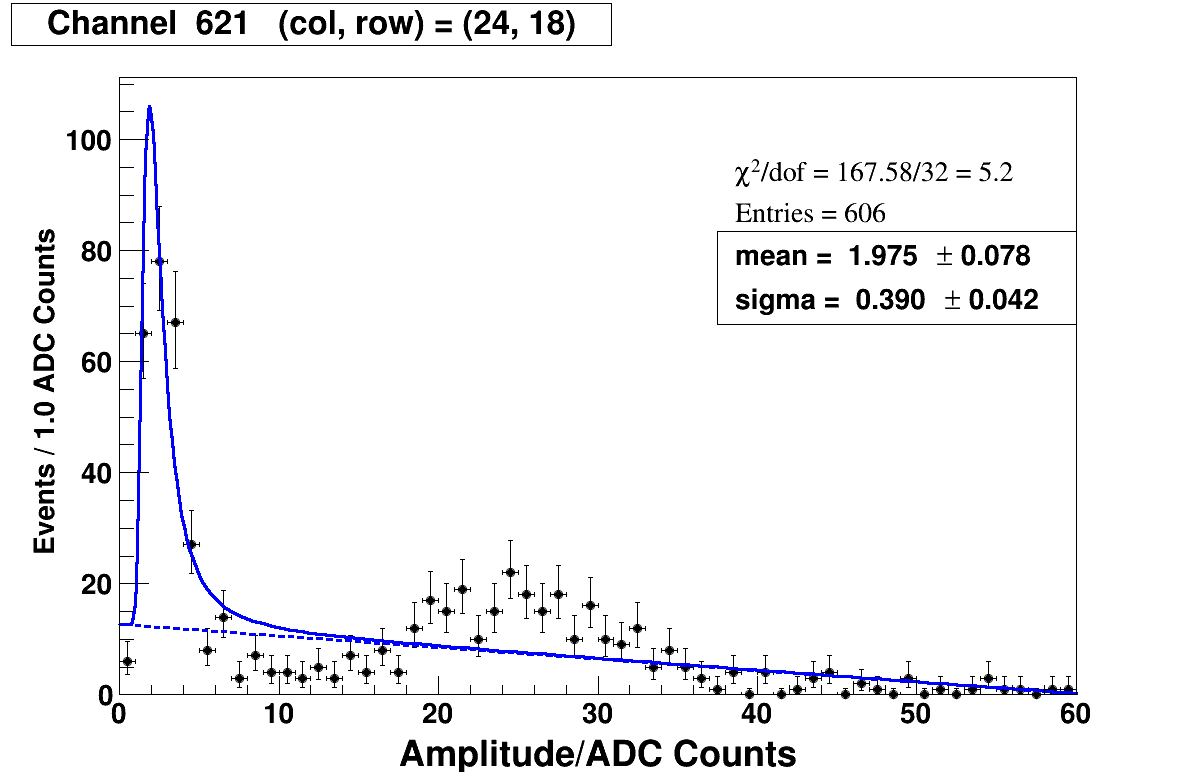 Channel 621 (col, row) = (24, 18)
χ²/dof = 167.58/32 = 5.2
Entries = 606
mean = 1.975 ± 0.078
sigma = 0.390 ± 0.042
Events / 1.0 ADC Counts
100
80
60
40
20
0
0 10 20 30 40 50 60
Amplitude/ADC Counts